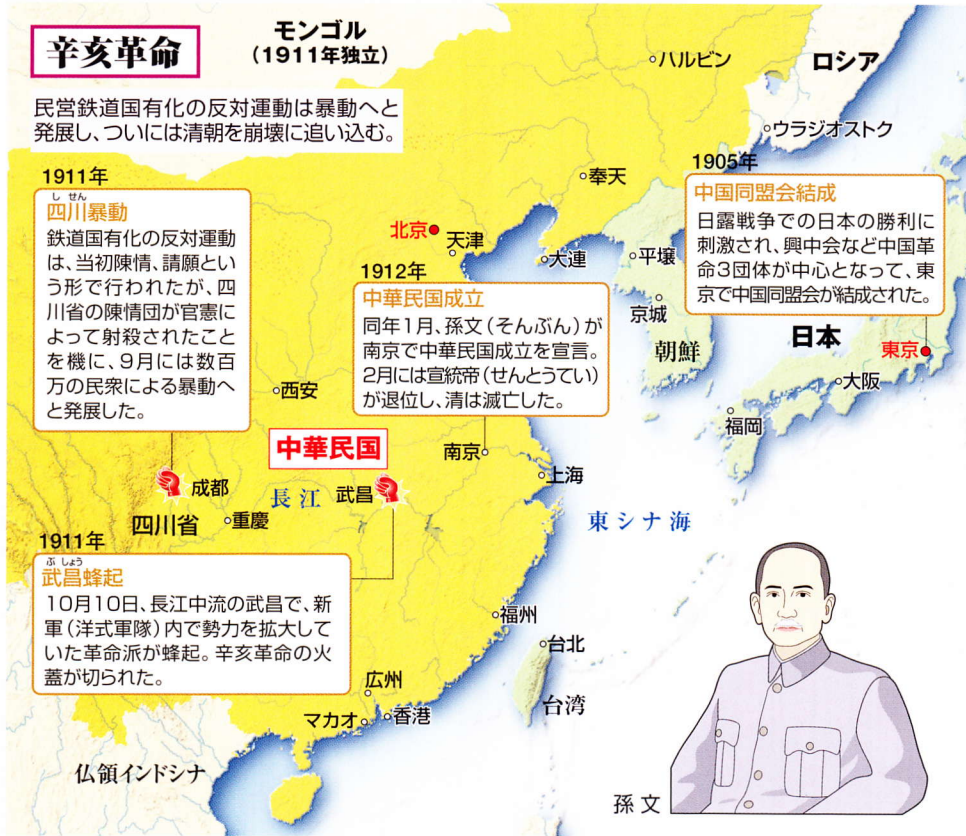 辛亥革命
民営鉄道国有化の反対運動は暴動へと
発展し、ついには清朝を崩壊に追い込む。
モンゴル
(1911年独立)
ハルビン
ロシア
ウラジオストク
奉天
北京
天津
大連
平壌
京城
朝鮮
日本
東京
大阪
福岡
1905年
中国同盟会結成
日露戦争での日本の勝利に
刺激され、興中会など中国革
命3団体が中心となって、東
京で中国同盟会が結成された。
1911年
しせん
四川暴動
鉄道国有化の反対運動
は、当初陳情、請願とい
う形で行われたが、四
川省の陳情団が官憲に
よって射殺されたこと
を機に、9月には数百
万の民衆による暴動へ
と発展した。
1912年
中華民国成立
同年1月、孫文(そんぶん)が
南京で中華民国成立を宣言。
2月には宣統帝(せんとうてい)
が退位し、清は滅亡した。
西安
中華民国
南京
上海
成都
長江
武昌
四川省
重慶
東シナ海
1911年
ぶしょう
武昌蜂起
10月10日、長江中流の武昌で、新
軍(洋式軍隊)内で勢力を拡大して
いた革命派が蜂起。辛亥革命の火
蓋が切られた。
福州
台北
台湾
広州
マカオ
香港
仏領インドシナ
孫文